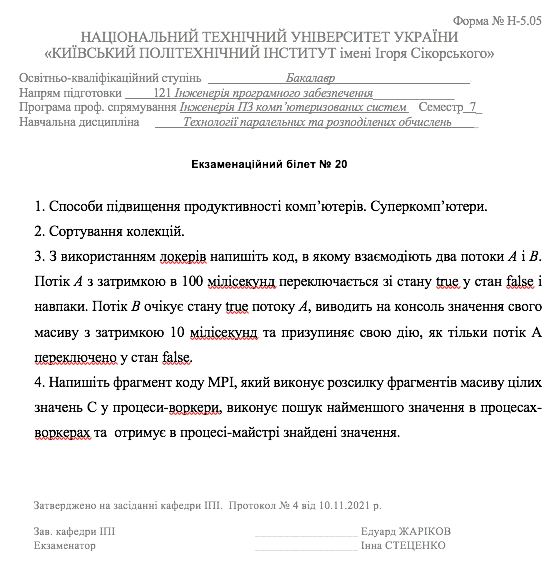 Форма № Н-5.05
НАЦІОНАЛЬНИЙ ТЕХНІЧНИЙ УНІВЕРСИТЕТ УКРАЇНИ
«КИЇВСЬКИЙ ПОЛІТЕХНІЧНИЙ ІНСТИТУТ імені Ігоря Сікорського»
Освітньо-кваліфікаційний ступінь Бакалавр
Напрям підготовки 121 Інженерія програмного забезпечення
Програма проф. спрямування Інженерія ПЗ комп’ютеризованих систем Семестр 7
Навчальна дисципліна Технології паралельних та розподілених обчислень
Екзаменаційний білет № 20
1. Способи підвищення продуктивності комп’ютерів. Суперкомп’ютери.
2. Сортування колекцій.
3. З використанням локерів напишіть код, в якому взаємодіють два потоки А і В.
Потік А з затримкою в 100 мілісекунд переключається зі стану true у стан false і
навпаки. Потік В очікує стану true потоку А, виводить на консоль значення свого
масиву з затримкою 10 мілісекунд та призупиняє свою дію, як тільки потік А
переключено у стан false.
4. Напишіть фрагмент коду MPI, який виконує розсилку фрагментів масиву цілих
значень С у процеси-воркери, виконує пошук найменшого значення в процесах-
воркерах та отримує в процесі-майстрі знайдені значення.
Затверджено на засіданні кафедри ІПІ. Протокол № 4 від 10.11.2021 р.
Зав. кафедри ІПІ Едуард ЖАРІКОВ
Екзаменатор Інна СТЕЦЕНКО